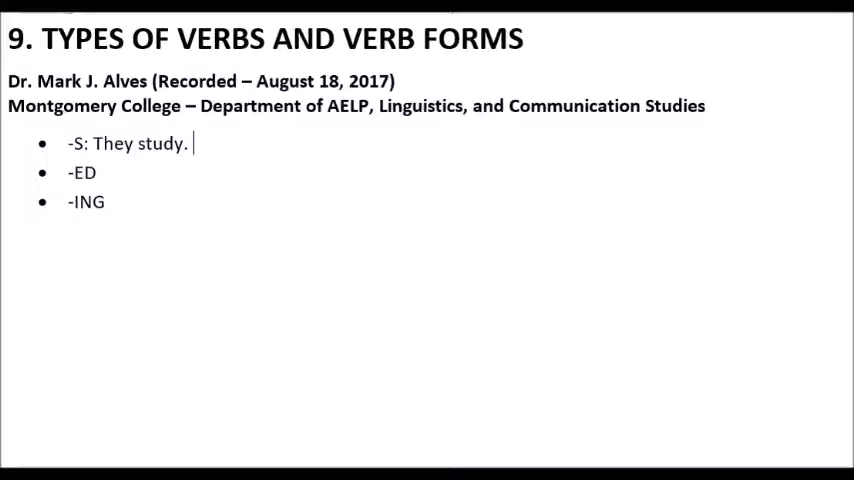 9. TYPES OF VERBS AND VERB FORMS
Dr. Mark J. Alves (Recorded – August 18, 2017)
Montgomery College – Department of AELP, Linguistics, and Communication Studies
• -S: They study.
• -ED
• -ING